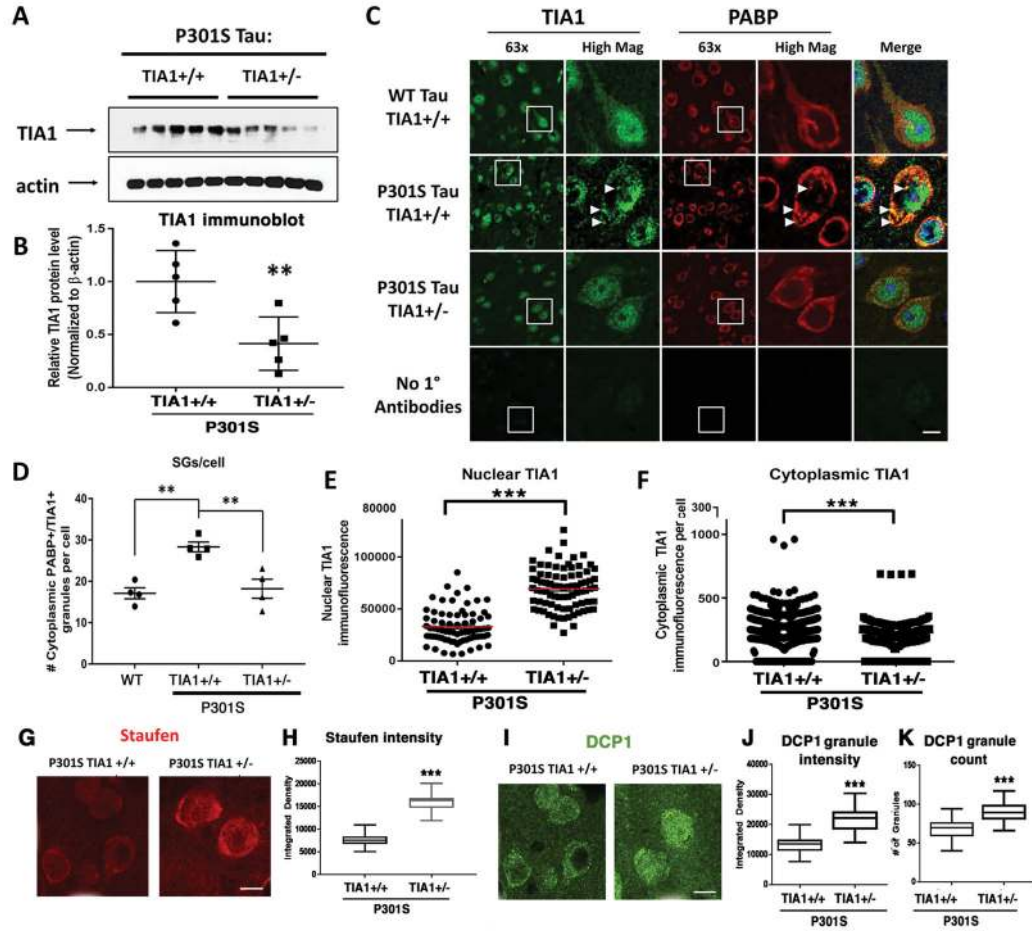 A
P301S Tau:
TIA1+/+ TIA1+/-
TIA1
actin
B
TIA1 immunoblot
Relative TIA1 protein level
(Normalized to β-actin)
1.5
1.0
0.5
0.0
**
TIA1+/+ TIA1+/-
P301S
C
TIA1 PABP
63x High Mag 63x High Mag Merge
WT Tau
TIA1+/+
P301S Tau
TIA1+/+
P301S Tau
TIA1+/-
No 1°
Antibodies
D
SGs/cell
# Cytoplasmic PABP+/TIA1+
granules per cell
40
30
20
10
0
** **
WT TIA1+/+ TIA1+/-
P301S
E
Nuclear TIA1
Nuclear TIA1
immunofluorescence
80000
100000
50000
0
***
TIA1+/+ TIA1+/-
P301S
F
Cytoplasmic TIA1
Cytoplasmic TIA1
immunofluorescence per cell
300
1000
500
0
***
TIA1+/+ TIA1+/-
P301S
G
Staufen
P301S TIA1 +/+ P301S TIA1 +/-
H
Staufen intensity
Integrated Density
25000
20000
15000
10000
5000
0
***
TIA1+/+ TIA1+/-
P301S
I
DCP1
P301S TIA1 +/+ P301S TIA1 +/-
J
DCP1 granule
intensity
Integrated Density
40000
30000
20000
10000
0
***
TIA1+/+ TIA1+/-
P301S
K
DCP1 granule
count
# of Granules
150
100
50
0
***
TIA1+/+ TIA1+/-
P301S